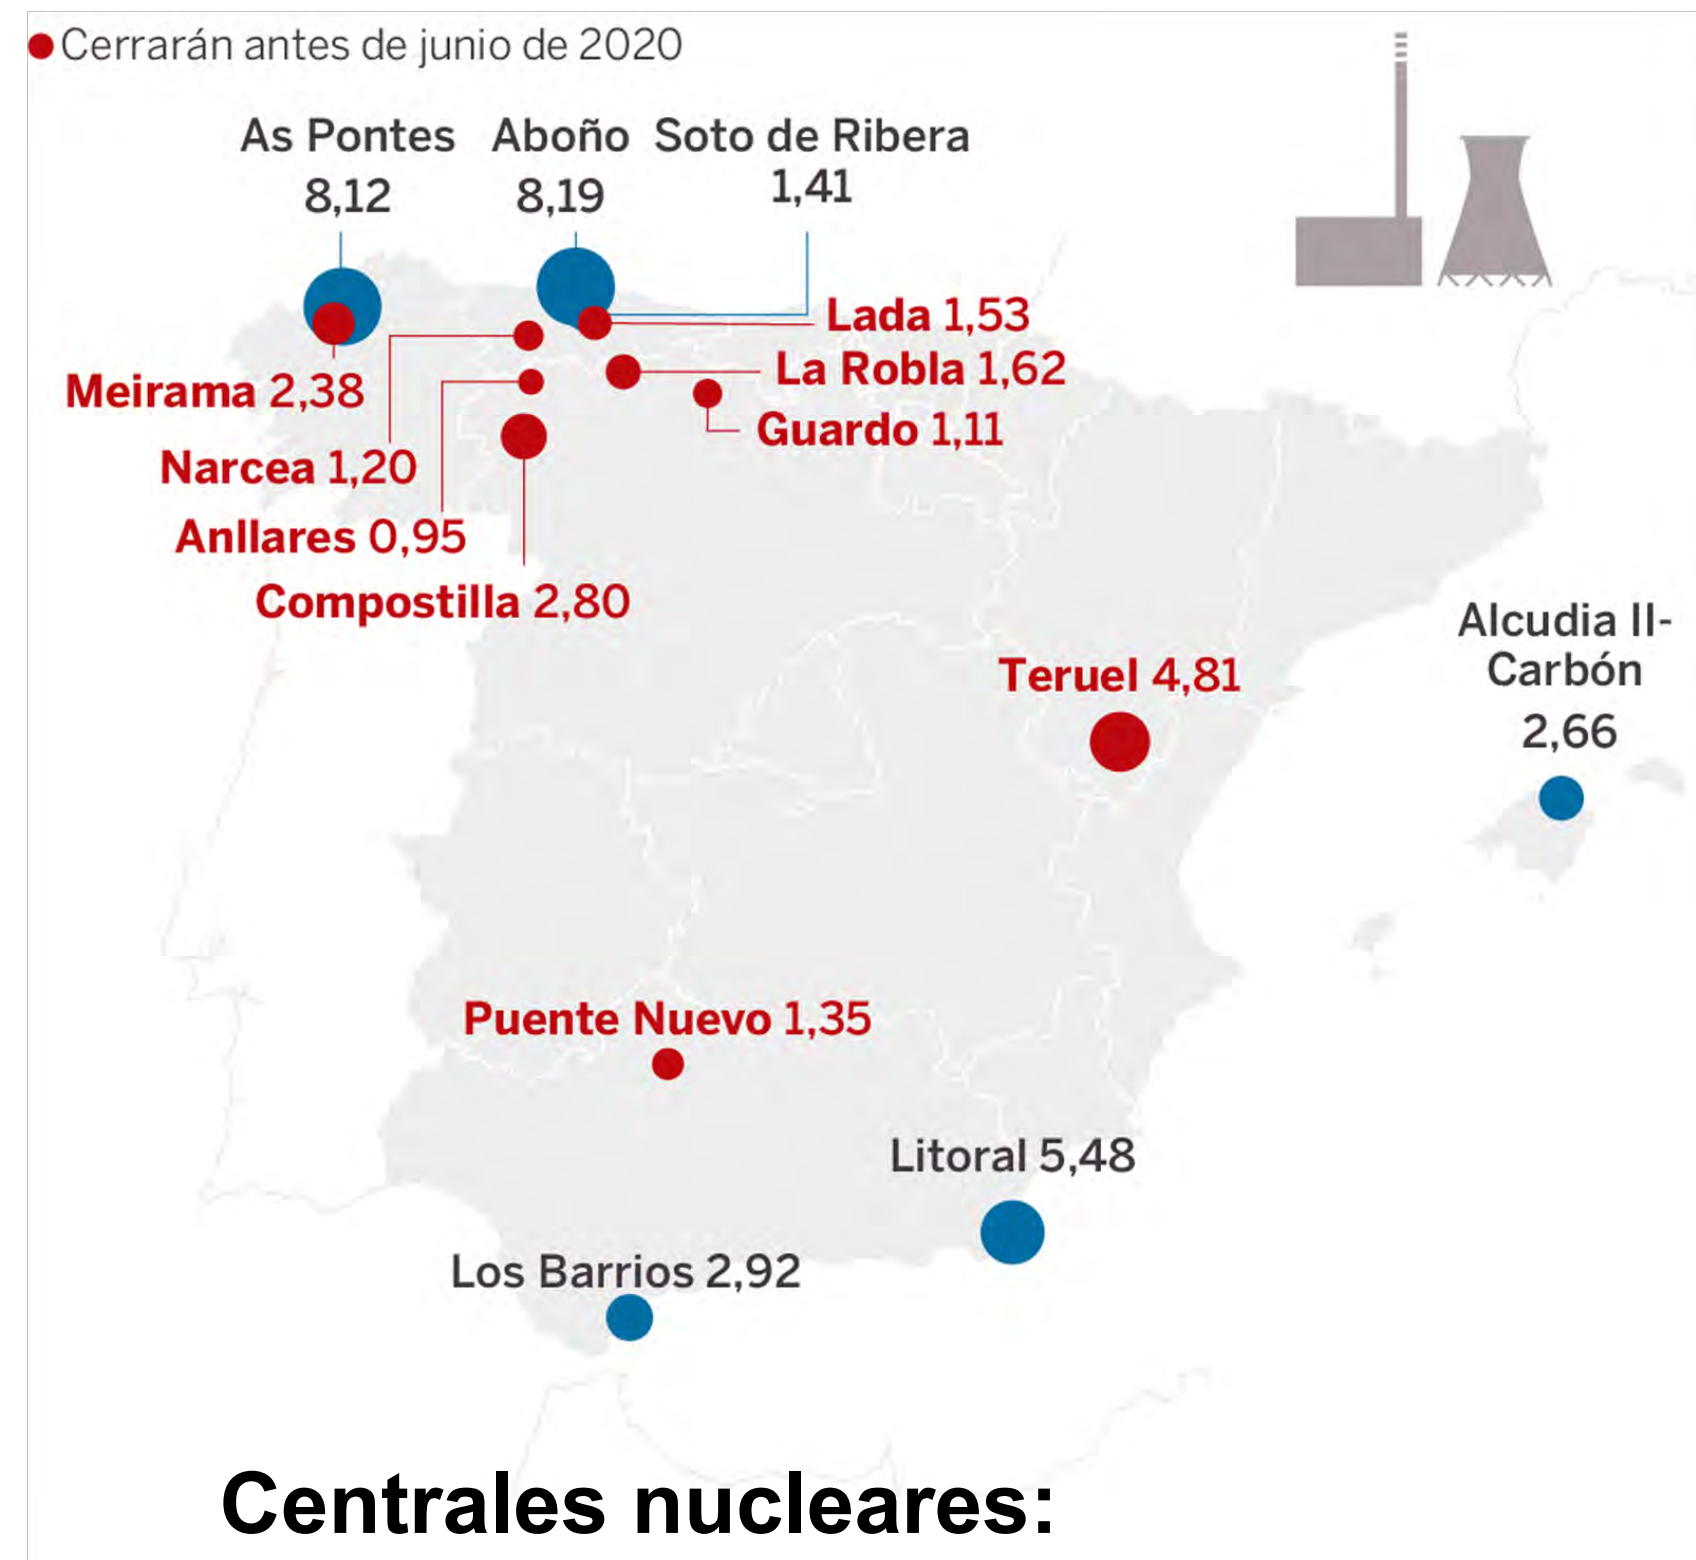 Cerrarán antes de junio de 2020
As Pontes
8,12
Aboño
8,19
Soto de Ribera
1,41
Lada 1,53
La Robla 1,62
Guardo 1,11
Meirama 2,38
Narcea 1,20
Anllares 0,95
Compostilla 2,80
Alcudia II-
Carbón
2,66
Teruel 4,81
Puente Nuevo 1,35
Litoral 5,48
Los Barrios 2,92
Centrales nucleares: